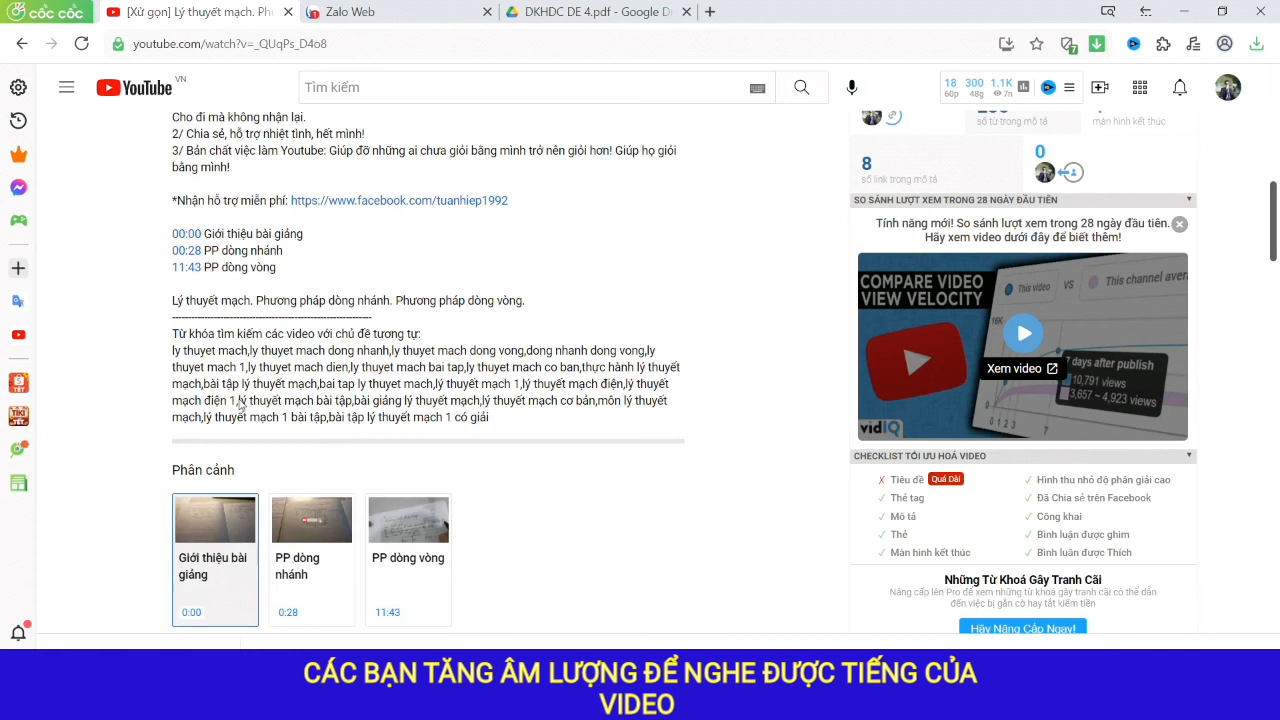 cốc cốc
[Xử gọn] Lý thuyết mạch. Ph
Zalo Web
DKHDC DE 4.pdf - Google D
youtube.com/watch?v=_QUqPs_D4o8
7
YouTube
VN
Tìm kiếm
18 300 1.1K
60p 48g 7n
Cho đi mà không nhận lại.
2/ Chia sẻ, hỗ trợ nhiệt tình, hết mình!
3/ Bản chất việc làm Youtube: Giúp đỡ những ai chưa giỏi bằng mình trở nên giỏi hơn! Giúp họ giỏi
bằng mình!
*Nhận hỗ trợ miễn phí: https://www.facebook.com/tuanhiep1992
00:00 Giới thiệu bài giảng
00:28 PP dòng nhánh
11:43 PP dòng vòng
Lý thuyết mạch. Phương pháp dòng nhánh. Phương pháp dòng vòng.
--------------------------------------------------------------
Từ khóa tìm kiếm các video với chủ đề tương tự:
ly thuyet mach,ly thuyet mach dong nhanh,ly thuyet mach dong vong,dong nhanh dong vong,ly
thuyet mach 1,ly thuyet mach dien,ly thuyet mach bai tap,ly thuyet mach co ban,thực hành lý thuyết
mạch,bài tập lý thuyết mạch,bai tap ly thuyet mach,lý thuyết mạch 1,lý thuyết mạch điện,lý thuyết
mạch điện 1,lý thuyết mạch bài tập,bài giảng lý thuyết mạch,lý thuyết mạch cơ bản,môn lý thuyết
mạch,lý thuyết mạch 1 bài tập,bài tập lý thuyết mạch 1 có giải
Phân cảnh
Giới thiệu bài
giảng
0:00
PP dòng
nhánh
0:28
PP dòng vòng
11:43
số từ trong mô tả
màn hình kết thúc
8
số link trong mô tả
0
SO SÁNH LƯỢT XEM TRONG 28 NGÀY ĐẦU TIÊN
Tính năng mới! So sánh lượt xem trong 28 ngày đầu tiên.
Hãy xem video dưới đây để biết thêm!
COMPARE VIDEO
VIEW VELOCITY
This video
VS
This channel avera
16K
Xem video
7 days after publish
10,791 views
3,657 ~ 4,923 views
0 1 2 3
7
vidIQ
CHECKLIST TỐI ƯU HOÁ VIDEO
✗ Tiêu đề Quá Dài
✓ Thẻ tag
✓ Mô tả
✓ Thẻ
✓ Màn hình kết thúc
✓ Hình thu nhỏ độ phân giải cao
✓ Đã Chia sẻ trên Facebook
✓ Công khai
✓ Bình luận được ghim
✓ Bình luận được Thích
Những Từ Khoá Gây Tranh Cãi
Nâng cấp lên Pro để xem những từ khoá gây tranh cãi có thể dẫn
đến việc bị gắn cờ hay tắt kiếm tiền
Hãy Nâng Cấp Ngay!
CÁC BẠN TĂNG ÂM LƯỢNG ĐỂ NGHE ĐƯỢC TIẾNG CỦA
VIDEO